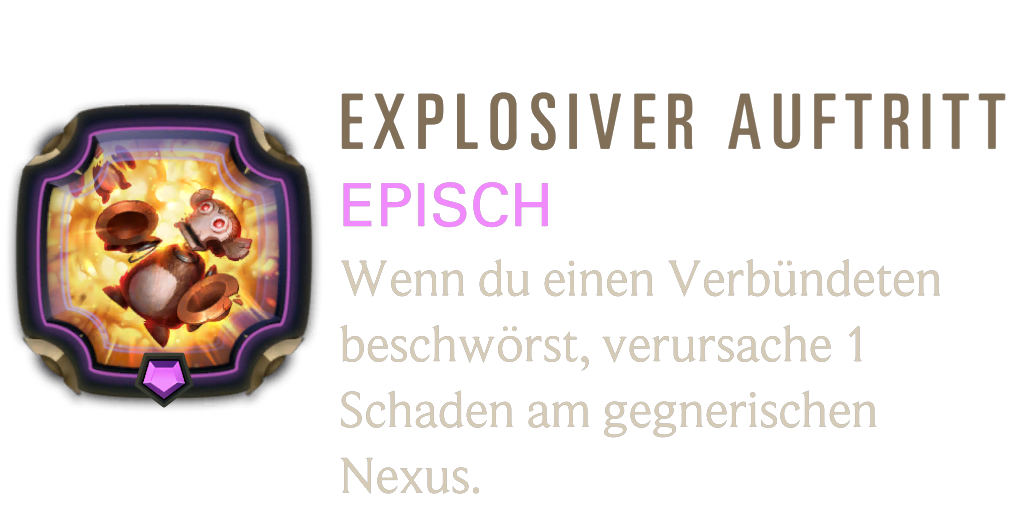 EXPLOSIVER AUFTRITT
EPISCH
Wenn du einen Verbündeten
beschwörst, verursache 1
Schaden am gegnerischen
Nexus.